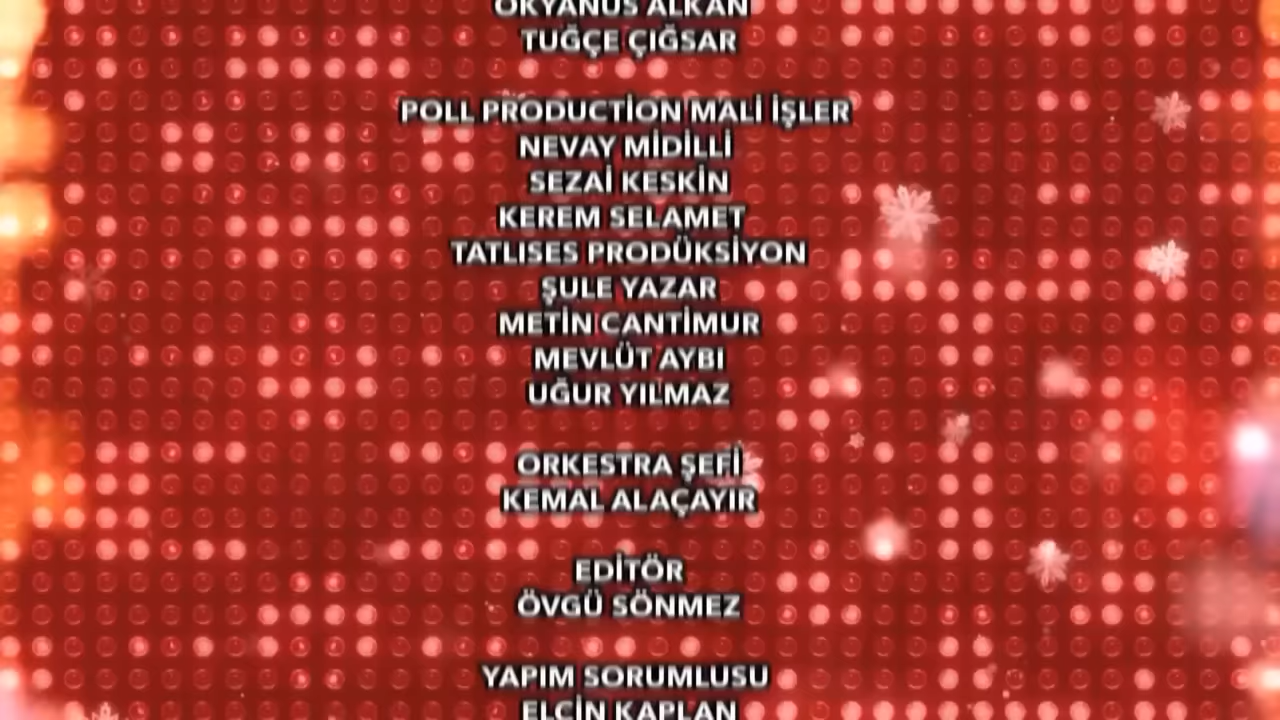 OKYANUS ALKAN
TUĞÇE ÇIĞSAR
POLL PRODUCTİON MALİ İŞLER
NEVAY MİDİLLİ
SEZAİ KESKİN
KEREM SELAMET
TATLISES PRODÜKSİYON
ŞULE YAZAR
METİN CANTİMUR
MEVLÜT AYBI
UĞUR YILMAZ
ORKESTRA ŞEFİ
KEMAL ALAÇAYIR
EDİTÖR
ÖVGÜ SÖNMEZ
YAPIM SORUMLUSU
ELÇİN KAPLAN